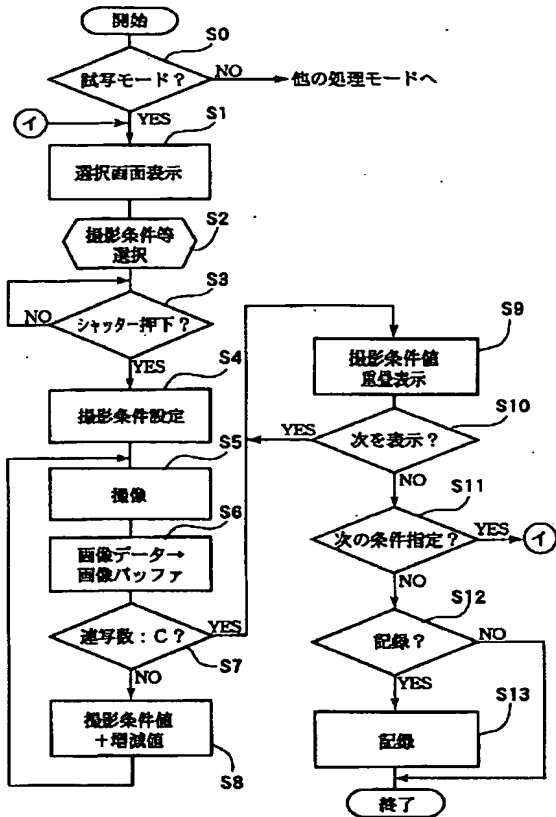 開始
S0
試写モード?
NO
他の処理モードへ
イ
YES
S1
選択画面表示
S2
撮影条件等
選択
S3
NO
シャッター押下?
YES
S4
撮影条件設定
S5
撮像
S6
画像データ→
画像バッファ
連写数:C?
YES
S7
NO
撮影条件値
+増減値
S8
S9
撮影条件値
重畳表示
S10
YES
次を表示?
NO
S11
次の条件指定?
YES
イ
NO
S12
記録?
NO
YES
S13
記録
終了